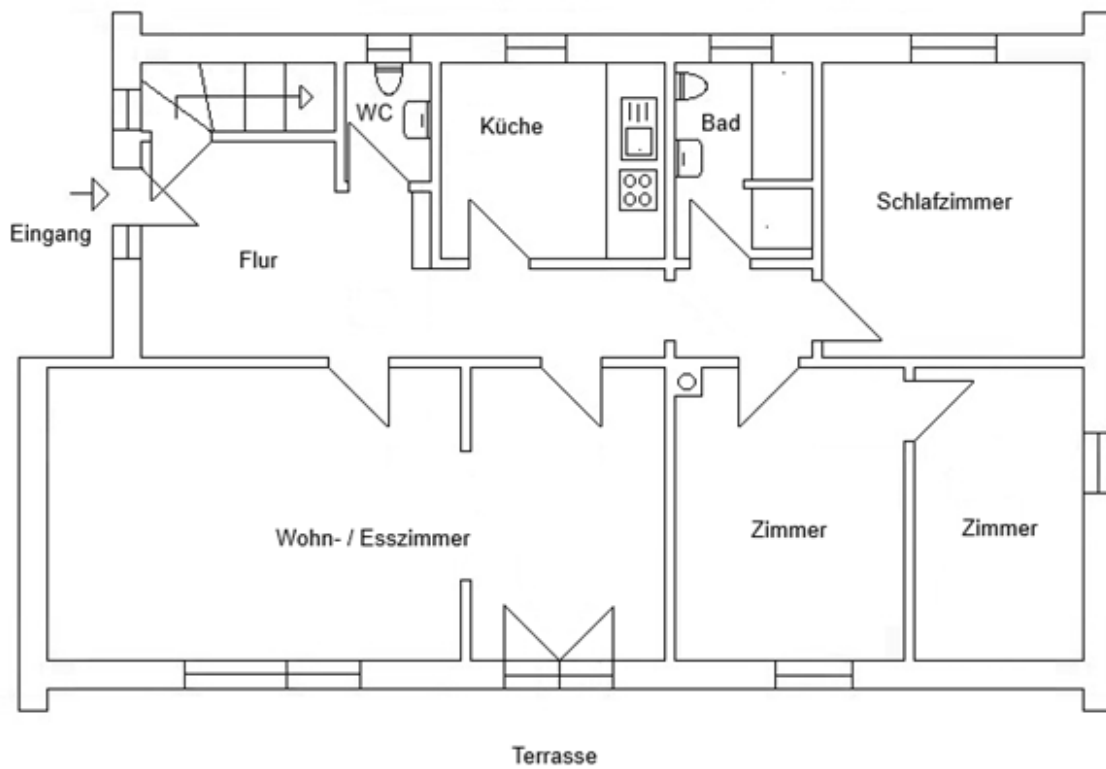 WC
Küche
Bad
Schlafzimmer
Eingang
Flur
Wohn- / Esszimmer
Zimmer
Zimmer
Terrasse